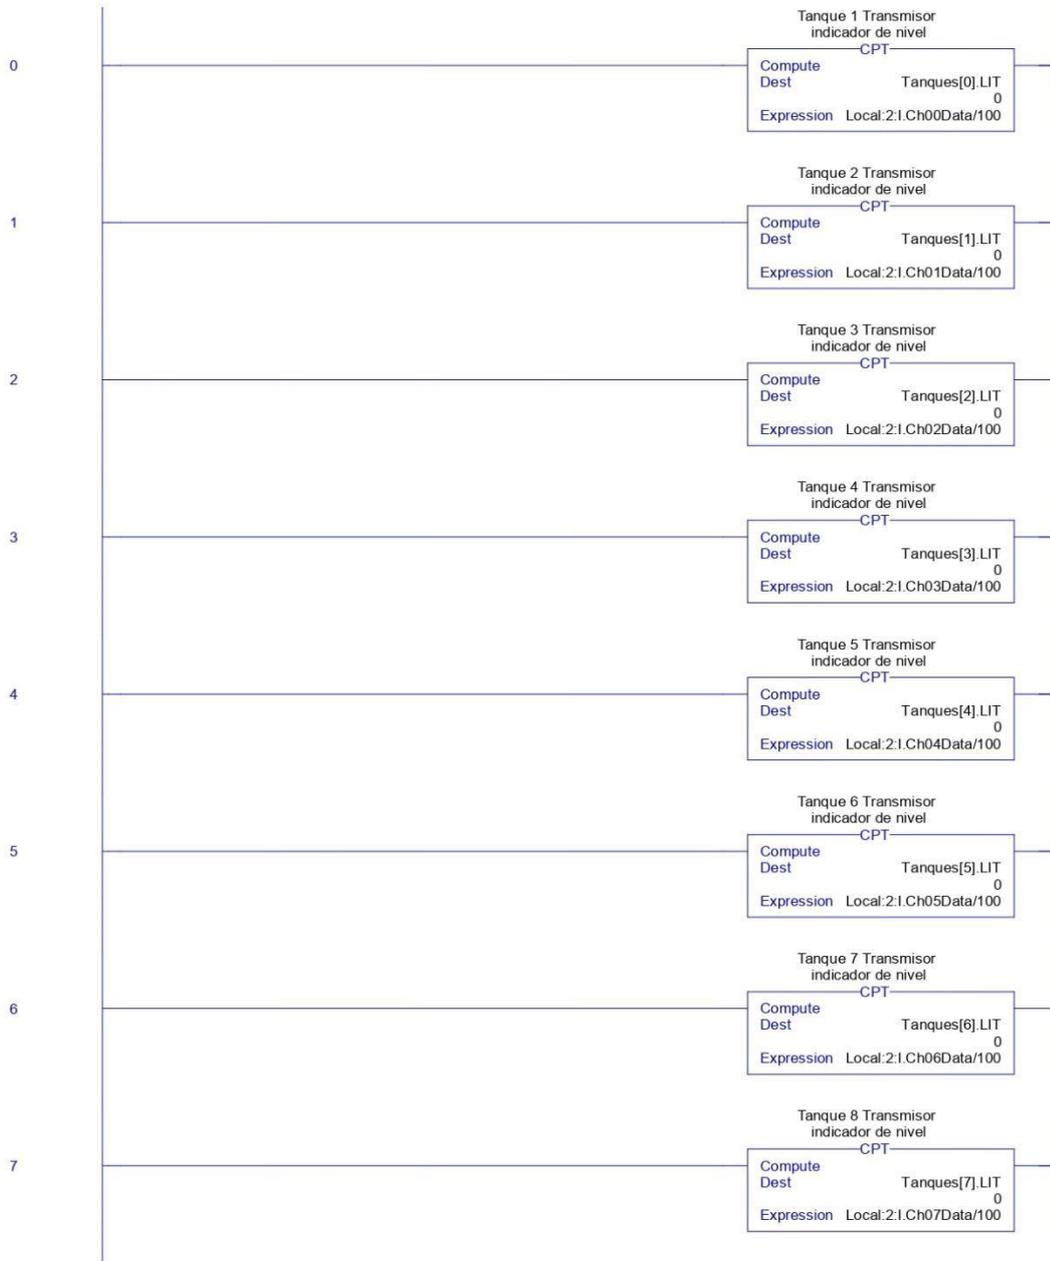 Tanque 1 Transmisor
indicador de nivel
CPT
0
Compute
Dest Tanques[0].LIT
0
Expression Local:2:I.Ch00Data/100
Tanque 2 Transmisor
indicador de nivel
CPT
1
Compute
Dest Tanques[1].LIT
0
Expression Local:2:I.Ch01Data/100
Tanque 3 Transmisor
indicador de nivel
CPT
2
Compute
Dest Tanques[2].LIT
0
Expression Local:2:I.Ch02Data/100
Tanque 4 Transmisor
indicador de nivel
CPT
3
Compute
Dest Tanques[3].LIT
0
Expression Local:2:I.Ch03Data/100
Tanque 5 Transmisor
indicador de nivel
CPT
4
Compute
Dest Tanques[4].LIT
0
Expression Local:2:I.Ch04Data/100
Tanque 6 Transmisor
indicador de nivel
CPT
5
Compute
Dest Tanques[5].LIT
0
Expression Local:2:I.Ch05Data/100
Tanque 7 Transmisor
indicador de nivel
CPT
6
Compute
Dest Tanques[6].LIT
0
Expression Local:2:I.Ch06Data/100
Tanque 8 Transmisor
indicador de nivel
CPT
7
Compute
Dest Tanques[7].LIT
0
Expression Local:2:I.Ch07Data/100